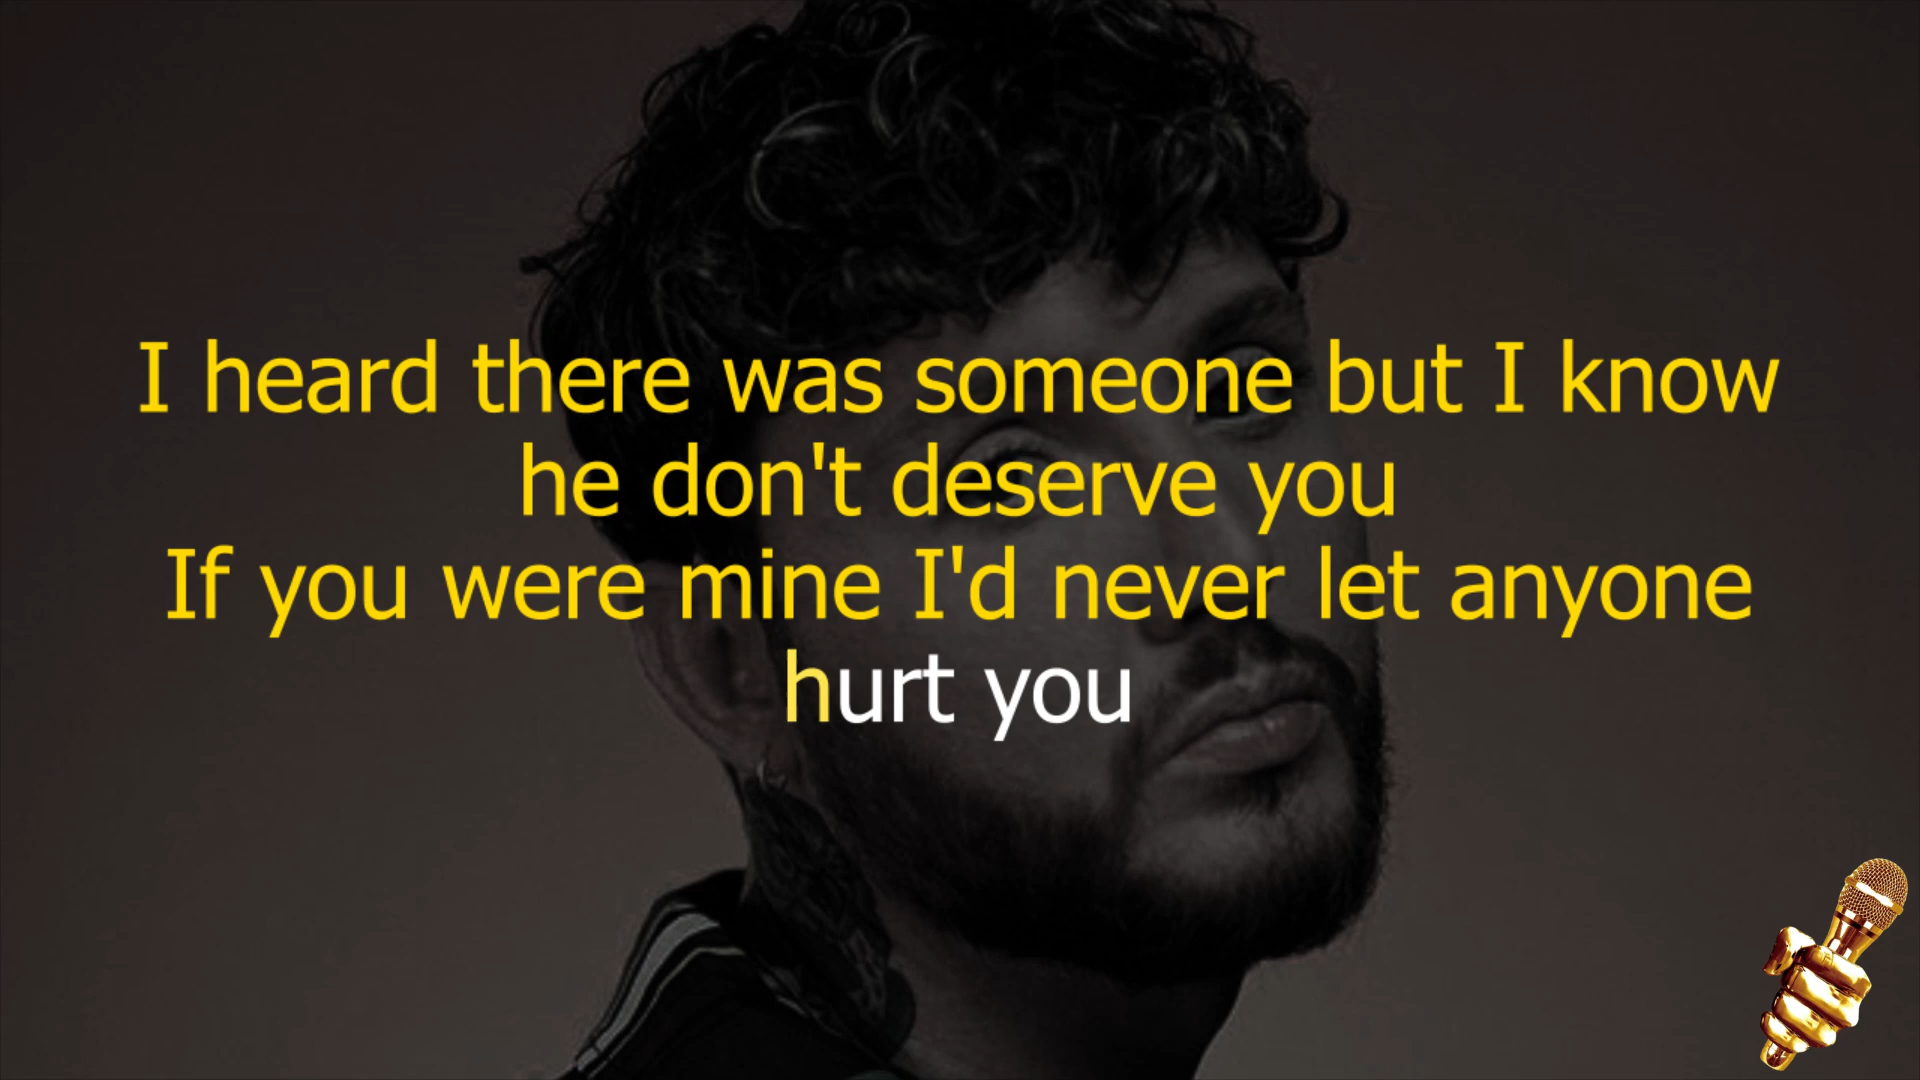 I heard there was someone but I know
he don't deserve you
If you were mine I'd never let anyone
hurt you